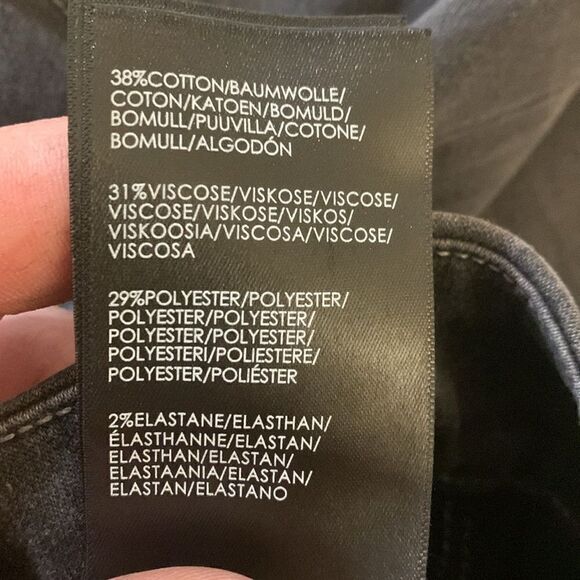 38%COTTON/BAUMWOLLE/
COTON/KATOEN/BOMULD/
BOMULL/PUUVILLA/COTONE/
BOMULL/ALGODÓN
31%VISCOSE/VISKOSE/VISCOSE/
VISCOSE/VISKOSE/VISKOS/
VISKOOSIA/VISCOSA/VISCOSE/
VISCOSA
29%POLYESTER/POLYESTER/
POLYESTER/POLYESTER/
POLYESTER/POLYESTER/
POLYESTERI/POLIESTERE/
POLYESTER/POLIÉSTER
2%ELASTANE/ELASTHAN/
ÉLASTHANNE/ELASTAN/
ELASTHAN/ELASTAN/
ELASTAANIA/ELASTAN/
ELASTAN/ELASTANO